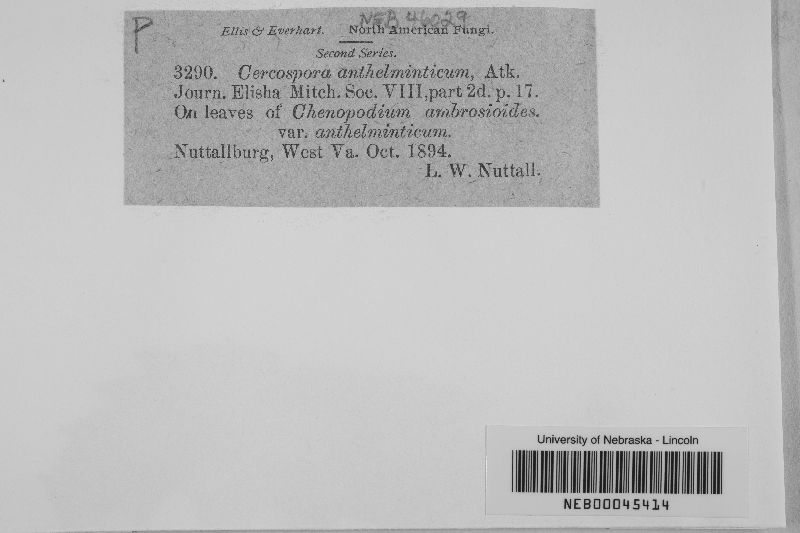 P NEB 46029
Ellis & Everhart. North American Fungi.
Second Series.
3290. Cercospora anthelminticum, Atk.
Journ. Elisha Mitch. Soc. VIII, part 2d. p. 17.
On leaves of Chenopodium ambrosioides.
var. anthelminticum.
Nuttallburg, West Va. Oct. 1894.
L. W. Nuttall.
University of Nebraska - Lincoln
NEB00045414